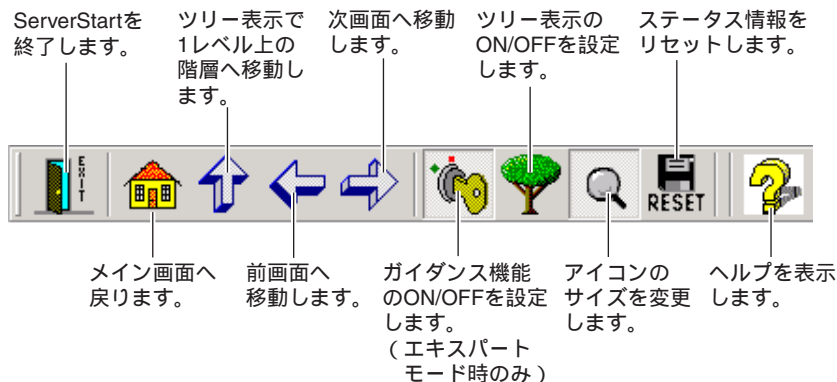 ServerStartを
終了します。
ツリー表示で
1レベル上の
階層へ移動し
ます。
次画面へ移動
します。
ツリー表示の
ON/OFFを設定
します。
ステータス情報を
リセットします。
EXIT
RESET
メイン画面へ
戻ります。
前画面へ
移動します。
ガイダンス機能
のON/OFFを設定
します。
（エキスパート
モード時のみ）
アイコンの
サイズを変更
します。
ヘルプを表示
します。